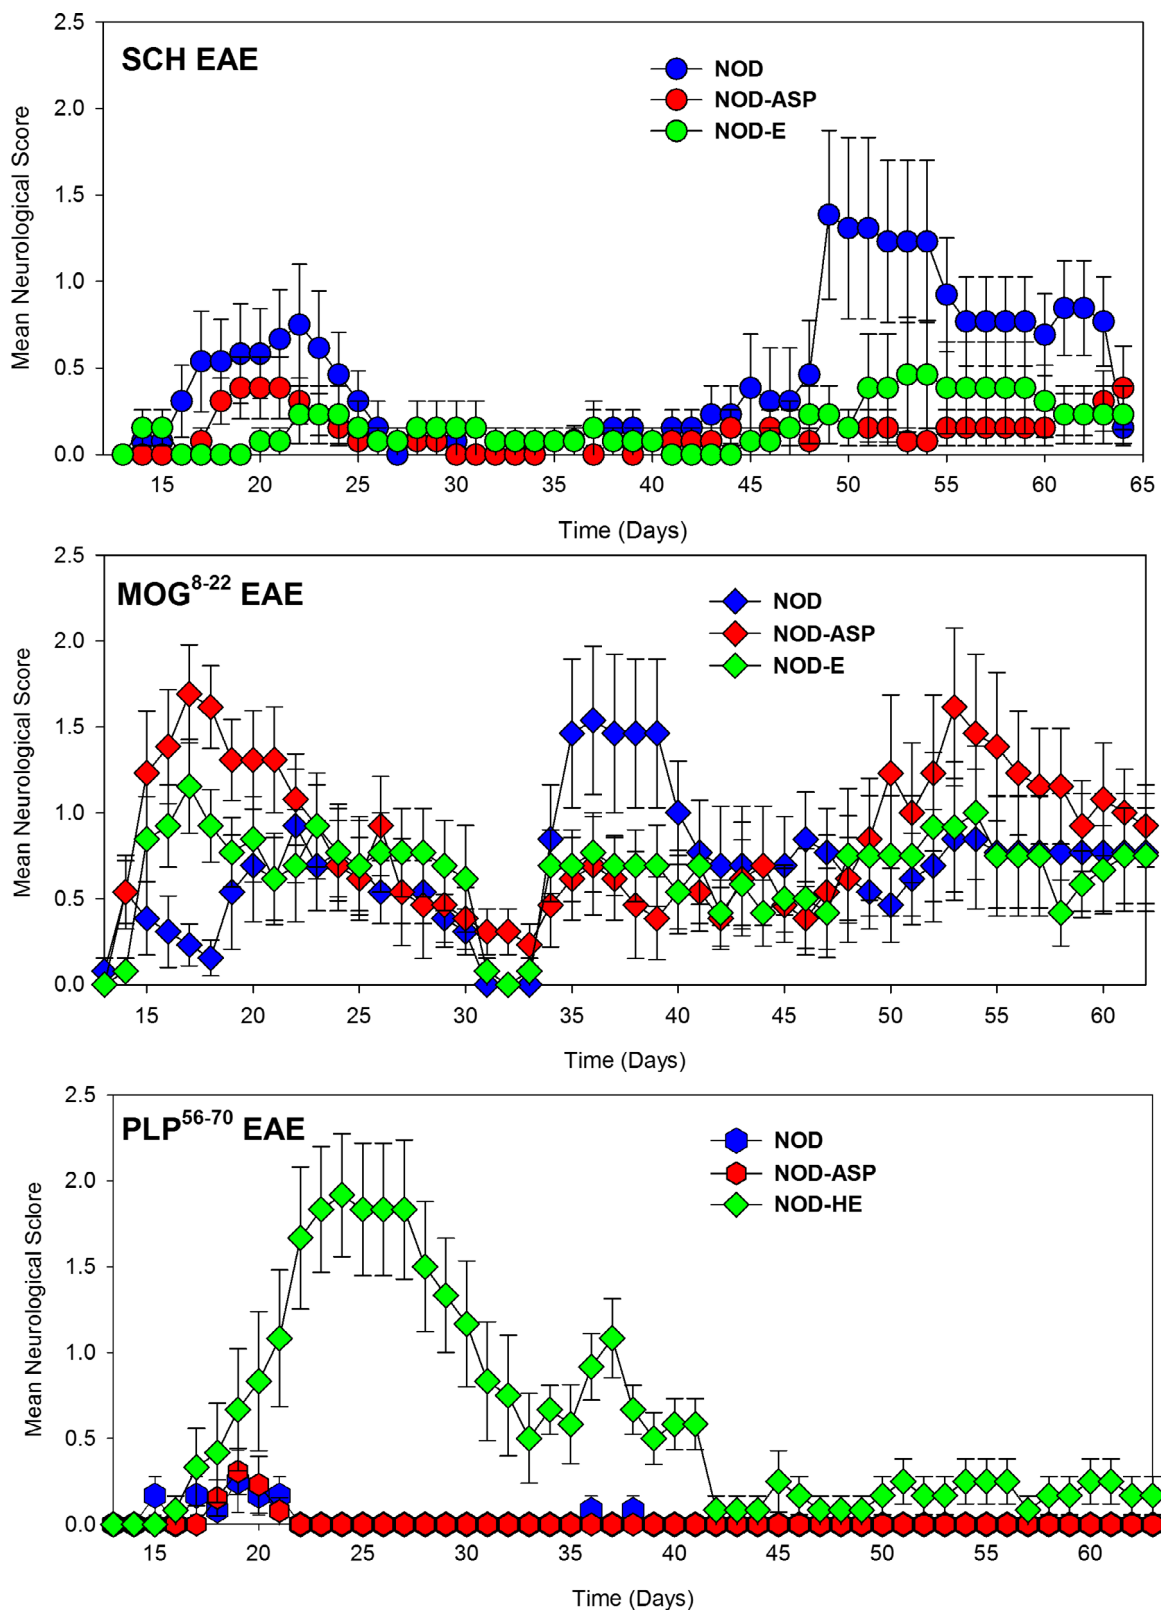 SCH EAE
NOD
NOD-ASP
NOD-E
Mean Neurological Score
2.5
2.0
1.5
1.0
0.5
0.0
15 20 25 30 35 40 45 50 55 60 65
Time (Days)
MOG8-22 EAE
NOD
NOD-ASP
NOD-E
Mean Neurological Score
2.5
2.0
1.5
1.0
0.5
0.0
15 20 25 30 35 40 45 50 55 60
Time (Days)
PLP56-70 EAE
NOD
NOD-ASP
NOD-HE
Mean Neurological Sclore
2.5
2.0
1.5
1.0
0.5
0.0
15 20 25 30 35 40 45 50 55 60
Time (Days)